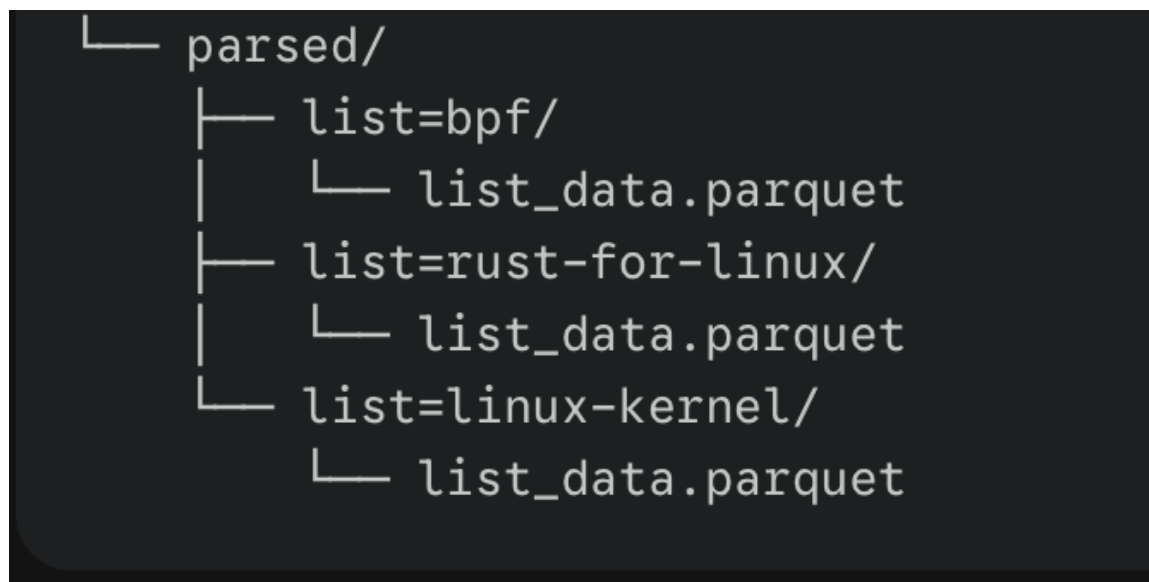 └── parsed/
    ├── list=bpf/
    │   └── list_data.parquet
    ├── list=rust-for-linux/
    │   └── list_data.parquet
    └── list=linux-kernel/
        └── list_data.parquet